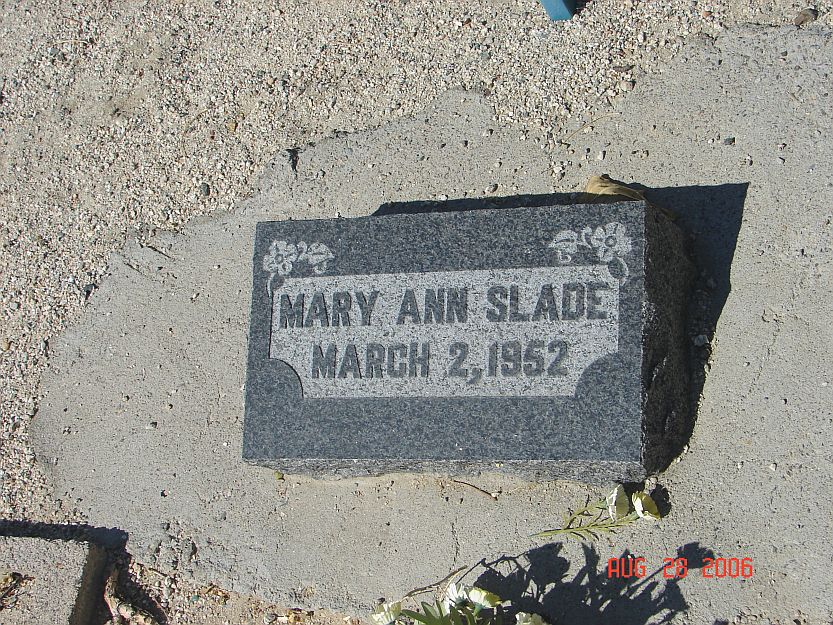 MARY ANN SLADE
MARCH 2, 1952
AUG 28 2006